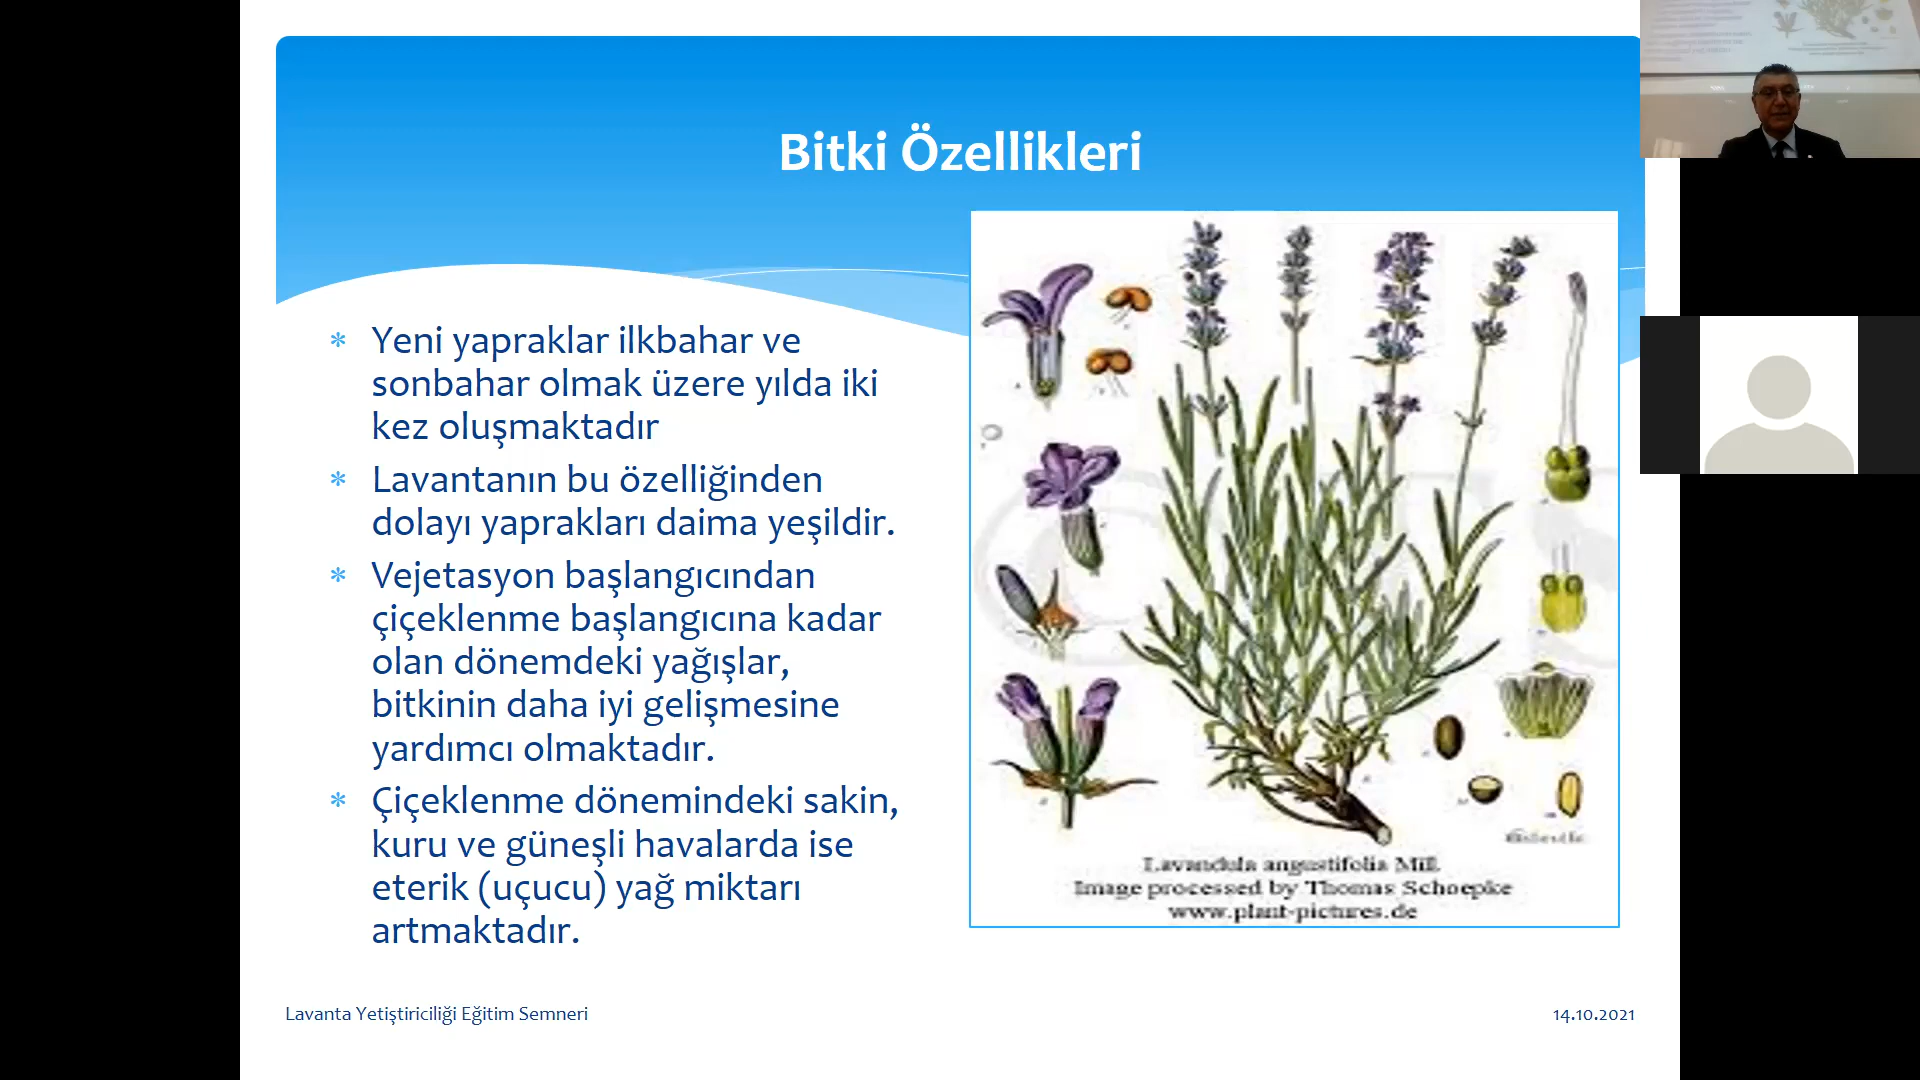 Bitki Özellikleri
Yeni yapraklar ilkbahar ve
sonbahar olmak üzere yılda iki
kez oluşmaktadır
Lavantanın bu özelliğinden
dolayı yaprakları daima yeşildir.
Vejetasyon başlangıcından
çiçeklenme başlangıcına kadar
olan dönemdeki yağışlar,
bitkinin daha iyi gelişmesine
yardımcı olmaktadır.
Çiçeklenme dönemindeki sakin,
kuru ve güneşli havalarda ise
eterik (uçucu) yağ miktarı
artmaktadır.
Lavandula angustifolia Mill.
Image processed by Thomas Schoepke
www.plant-pictures.de
Lavanta Yetiştiriciliği Eğitim Semneri
14.10.2021